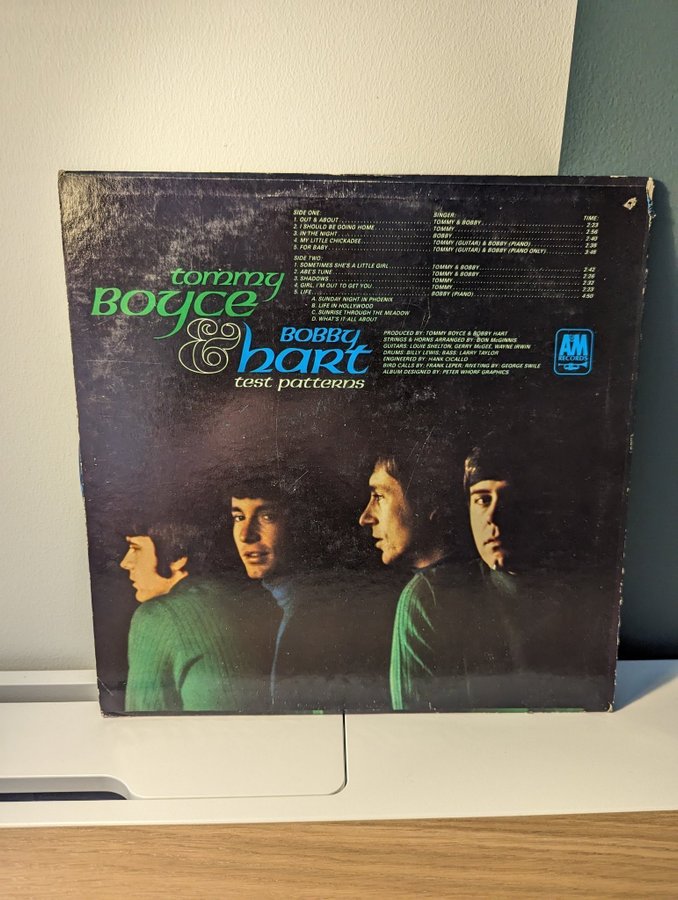 SIDE ONE: SINGER: TIME:
1. OUT & ABOUT TOMMY & BOBBY 2:23
2. I SHOULD BE GOING HOME TOMMY 2:56
3. IN THE NIGHT BOBBY 2:40
4. MY LITTLE CHICKADEE TOMMY (GUITAR) & BOBBY (PIANO) 2:38
5. FOR BABY TOMMY (GUITAR) & BOBBY (PIANO ONLY) 3:46
SIDE TWO:
1. SOMETIMES SHE'S A LITTLE GIRL TOMMY & BOBBY 2:42
2. ABE'S TUNE TOMMY & BOBBY 2:26
3. SHADOWS TOMMY 2:32
4. GIRL, I'M OUT TO GET YOU TOMMY 2:23
5. LIFE BOBBY (PIANO) 4:50
A. SUNDAY NIGHT IN PHOENIX
B. LIFE IN HOLLYWOOD
C. SUNRISE THROUGH THE MEADOW
D. WHAT'S IT ALL ABOUT
tommy
BOYCE
&
BOBBY
hart
test patterns
PRODUCED BY: TOMMY BOYCE & BOBBY HART
STRINGS & HORNS ARRANGED BY: DON McGINNIS
GUITARS: LOUIE SHELTON, GERRY McGEE, WAYNE IRWIN
DRUMS: BILLY LEWIS, BASS: LARRY TAYLOR
ENGINEERED BY: HANK CICALLO
BIRD CALLS BY: FRANK LEPER, RIVETING BY: GEORGE SWILE
ALBUM DESIGNED BY: PETER WHORF GRAPHICS
A&M
RECORDS